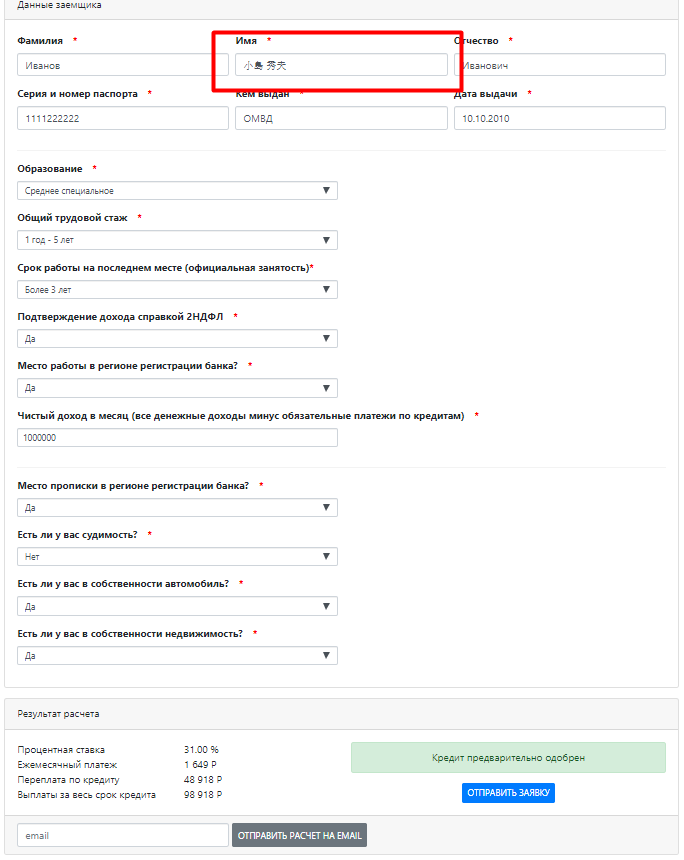 Данные заемщика
Фамилия * Имя * Отчество *
Иванов 小島 秀夫 Иванович
Серия и номер паспорта * Кем выдан * Дата выдачи *
1111222222 ОМВД 10.10.2010
Образование *
Среднее специальное
Общий трудовой стаж *
1 год - 5 лет
Срок работы на последнем месте (официальная занятость)*
Более 3 лет
Подтверждение дохода справкой 2НДФЛ *
Да
Место работы в регионе регистрации банка? *
Да
Чистый доход в месяц (все денежные доходы минус обязательные платежи по кредитам) *
1000000
Место прописки в регионе регистрации банка? *
Да
Есть ли у вас судимость? *
Нет
Есть ли у вас в собственности автомобиль? *
Да
Есть ли у вас в собственности недвижимость? *
Да
Результат расчета
Процентная ставка 31.00 %
Ежемесячный платеж 1 649 Р
Переплата по кредиту 48 918 Р
Выплаты за весь срок кредита 98 918 Р
Кредит предварительно одобрен
ОТПРАВИТЬ ЗАЯВКУ
email ОТПРАВИТЬ РАСЧЕТ НА EMAIL